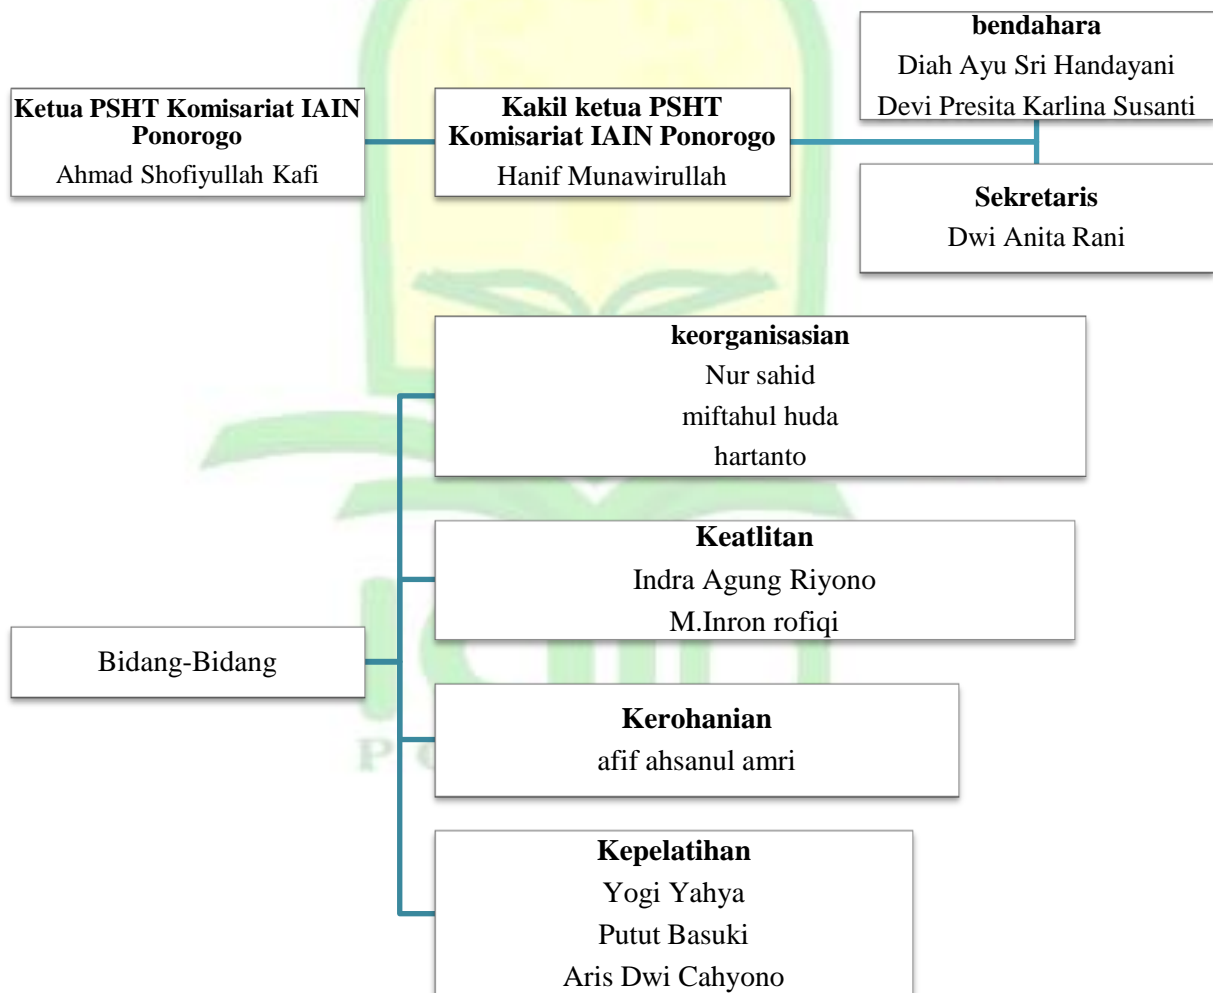 Ketua PSHT Komisariat IAIN
Ponorogo
Ahmad Shofiyullah Kafi
Kakil ketua PSHT
Komisariat IAIN Ponorogo
Hanif Munawirullah
bendahara
Diah Ayu Sri Handayani
Devi Presita Karlina Susanti
Sekretaris
Dwi Anita Rani
Bidang-Bidang
keorganisasian
Nur sahid
miftahul huda
hartanto
Keatlitan
Indra Agung Riyono
M.Inron rofiqi
Kerohanian
afif ahsanul amri
Kepelatihan
Yogi Yahya
Putut Basuki
Aris Dwi Cahyono